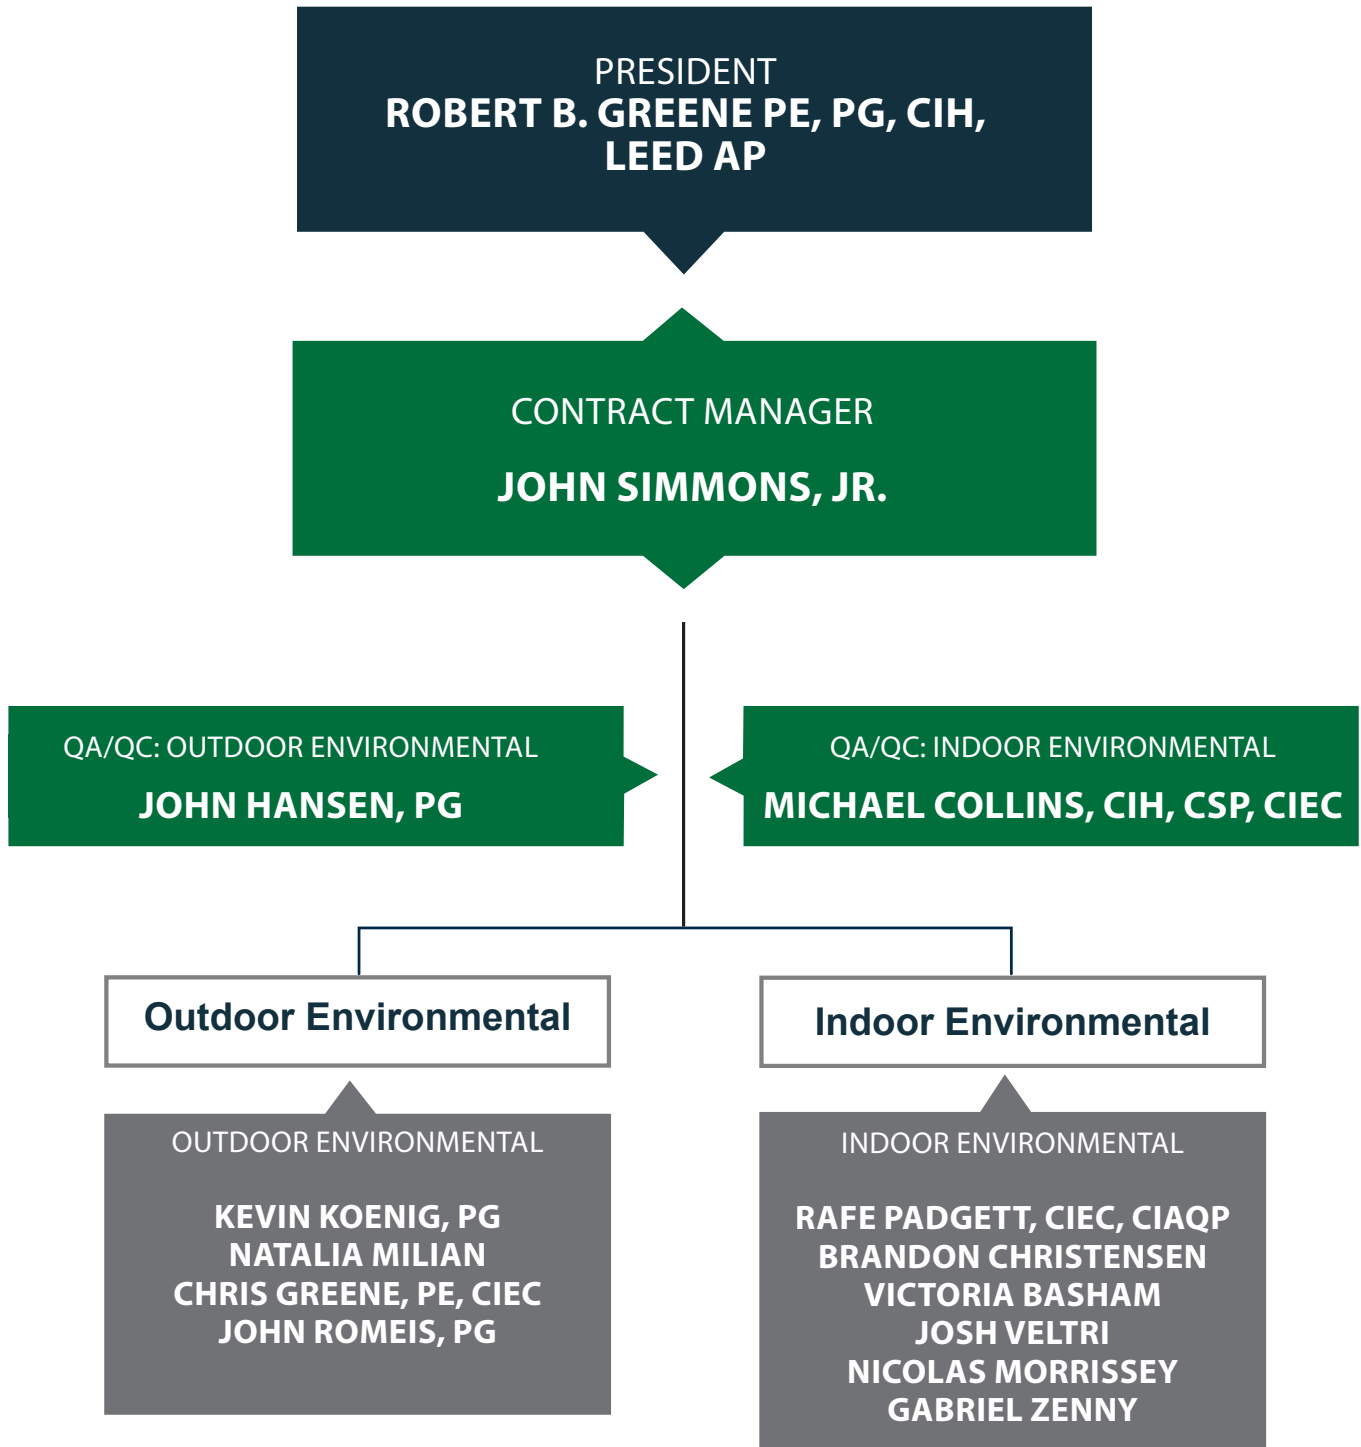 PRESIDENT
ROBERT B. GREENE PE, PG, CIH,
LEED AP
CONTRACT MANAGER
JOHN SIMMONS, JR.
QA/QC: OUTDOOR ENVIRONMENTAL
JOHN HANSEN, PG
QA/QC: INDOOR ENVIRONMENTAL
MICHAEL COLLINS, CIH, CSP, CIEC
Outdoor Environmental
Indoor Environmental
OUTDOOR ENVIRONMENTAL
KEVIN KOENIG, PG
NATALIA MILIAN
CHRIS GREENE, PE, CIEC
JOHN ROMEIS, PG
INDOOR ENVIRONMENTAL
RAFE PADGETT, CIEC, CIAQP
BRANDON CHRISTENSEN
VICTORIA BASHAM
JOSH VELTRI
NICOLAS MORRISSEY
GABRIEL ZENNY